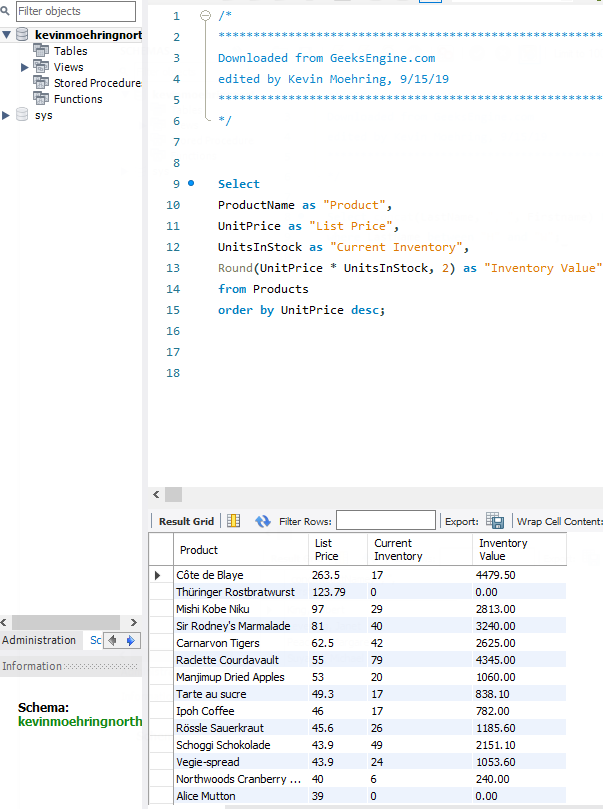 Filter objects
kevinmoehringnort
Tables
Views
Stored Procedure
Functions
sys
Administration Sc
Information
Schema:
kevinmoehringnorth
1 /*
2 ******************************************************
3 Downloaded from GeeksEngine.com
4 edited by Kevin Moehring, 9/15/19
5 ******************************************************
6 */
7
8
9 Select
10 ProductName as "Product",
11 UnitPrice as "List Price",
12 UnitsInStock as "Current Inventory",
13 Round(UnitPrice * UnitsInStock, 2) as "Inventory Value"
14 from Products
15 order by UnitPrice desc;
16
17
18
Result Grid Filter Rows: Export: Wrap Cell Content:
Product List Price Current Inventory Inventory Value
Côte de Blaye 263.5 17 4479.50
Thüringer Rostbratwurst 123.79 0 0.00
Mishi Kobe Niku 97 29 2813.00
Sir Rodney's Marmalade 81 40 3240.00
Carnarvon Tigers 62.5 42 2625.00
Raclette Courdavault 55 79 4345.00
Manjimup Dried Apples 53 20 1060.00
Tarte au sucre 49.3 17 838.10
Ipoh Coffee 46 17 782.00
Rössle Sauerkraut 45.6 26 1185.60
Schoggi Schokolade 43.9 49 2151.10
Vegie-spread 43.9 24 1053.60
Northwoods Cranberry ... 40 6 240.00
Alice Mutton 39 0 0.00